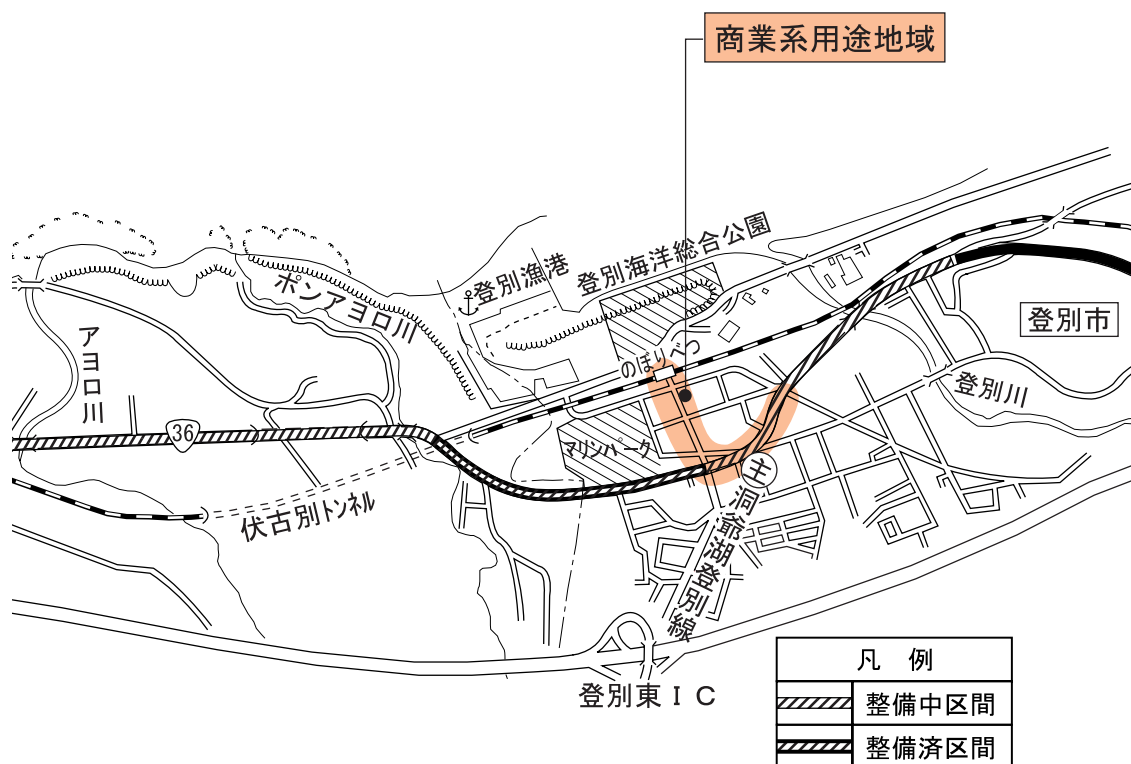 商業系用途地域
登別海洋総合公園
登別漁港
ポンアヨロ川
アヨロ川
のぼりべつ
登別市
登別川
36
マリンパーク
主
洞爺湖登別線
伏古別トンネル
登別東IC
凡 例
整備中区間
整備済区間